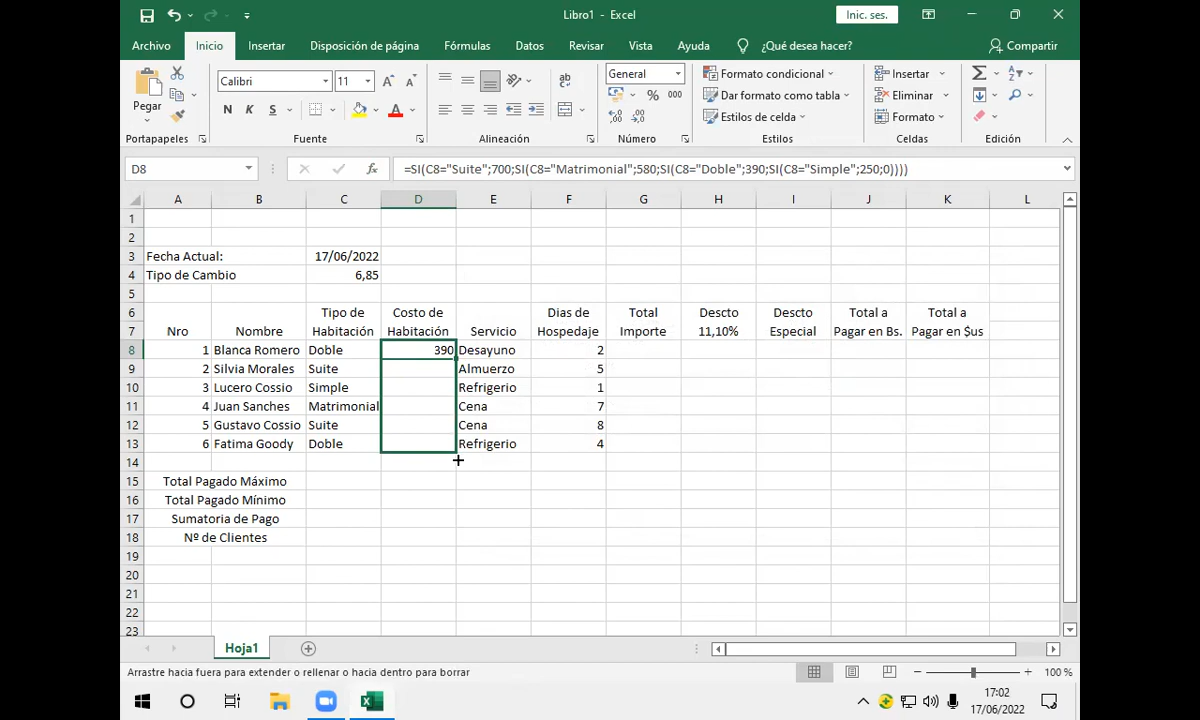 Libro1 - Excel
Inic. ses.
Archivo Inicio Insertar Disposición de página Fórmulas Datos Revisar Vista Ayuda ¿Qué desea hacer? Compartir
Pegar
Calibri 11
N K S
General
% 000
Formato condicional
Dar formato como tabla
Estilos de celda
Insertar
Eliminar
Formato
Portapapeles Fuente Alineación Número Estilos Celdas Edición
D8 fx =SI(C8="Suite";700;SI(C8="Matrimonial";580;SI(C8="Doble";390;SI(C8="Simple";250;0))))
A B C D E F G H I J K L
1
2
3 Fecha Actual: 17/06/2022
4 Tipo de Cambio 6,85
5
6 Tipo de Costo de Dias de Total Descto Descto Total a Total a
7 Nro Nombre Habitación Habitación Servicio Hospedaje Importe 11,10% Especial Pagar en Bs. Pagar en $us
8 1 Blanca Romero Doble 390 Desayuno 2
9 2 Silvia Morales Suite Almuerzo 5
10 3 Lucero Cossio Simple Refrigerio 1
11 4 Juan Sanches Matrimonial Cena 7
12 5 Gustavo Cossio Suite Cena 8
13 6 Fatima Goody Doble Refrigerio 4
14
15 Total Pagado Máximo
16 Total Pagado Mínimo
17 Sumatoria de Pago
18 Nº de Clientes
19
20
21
22
23
Hoja1
Arrastre hacia fuera para extender o rellenar o hacia dentro para borrar
100 %
17:02
17/06/2022